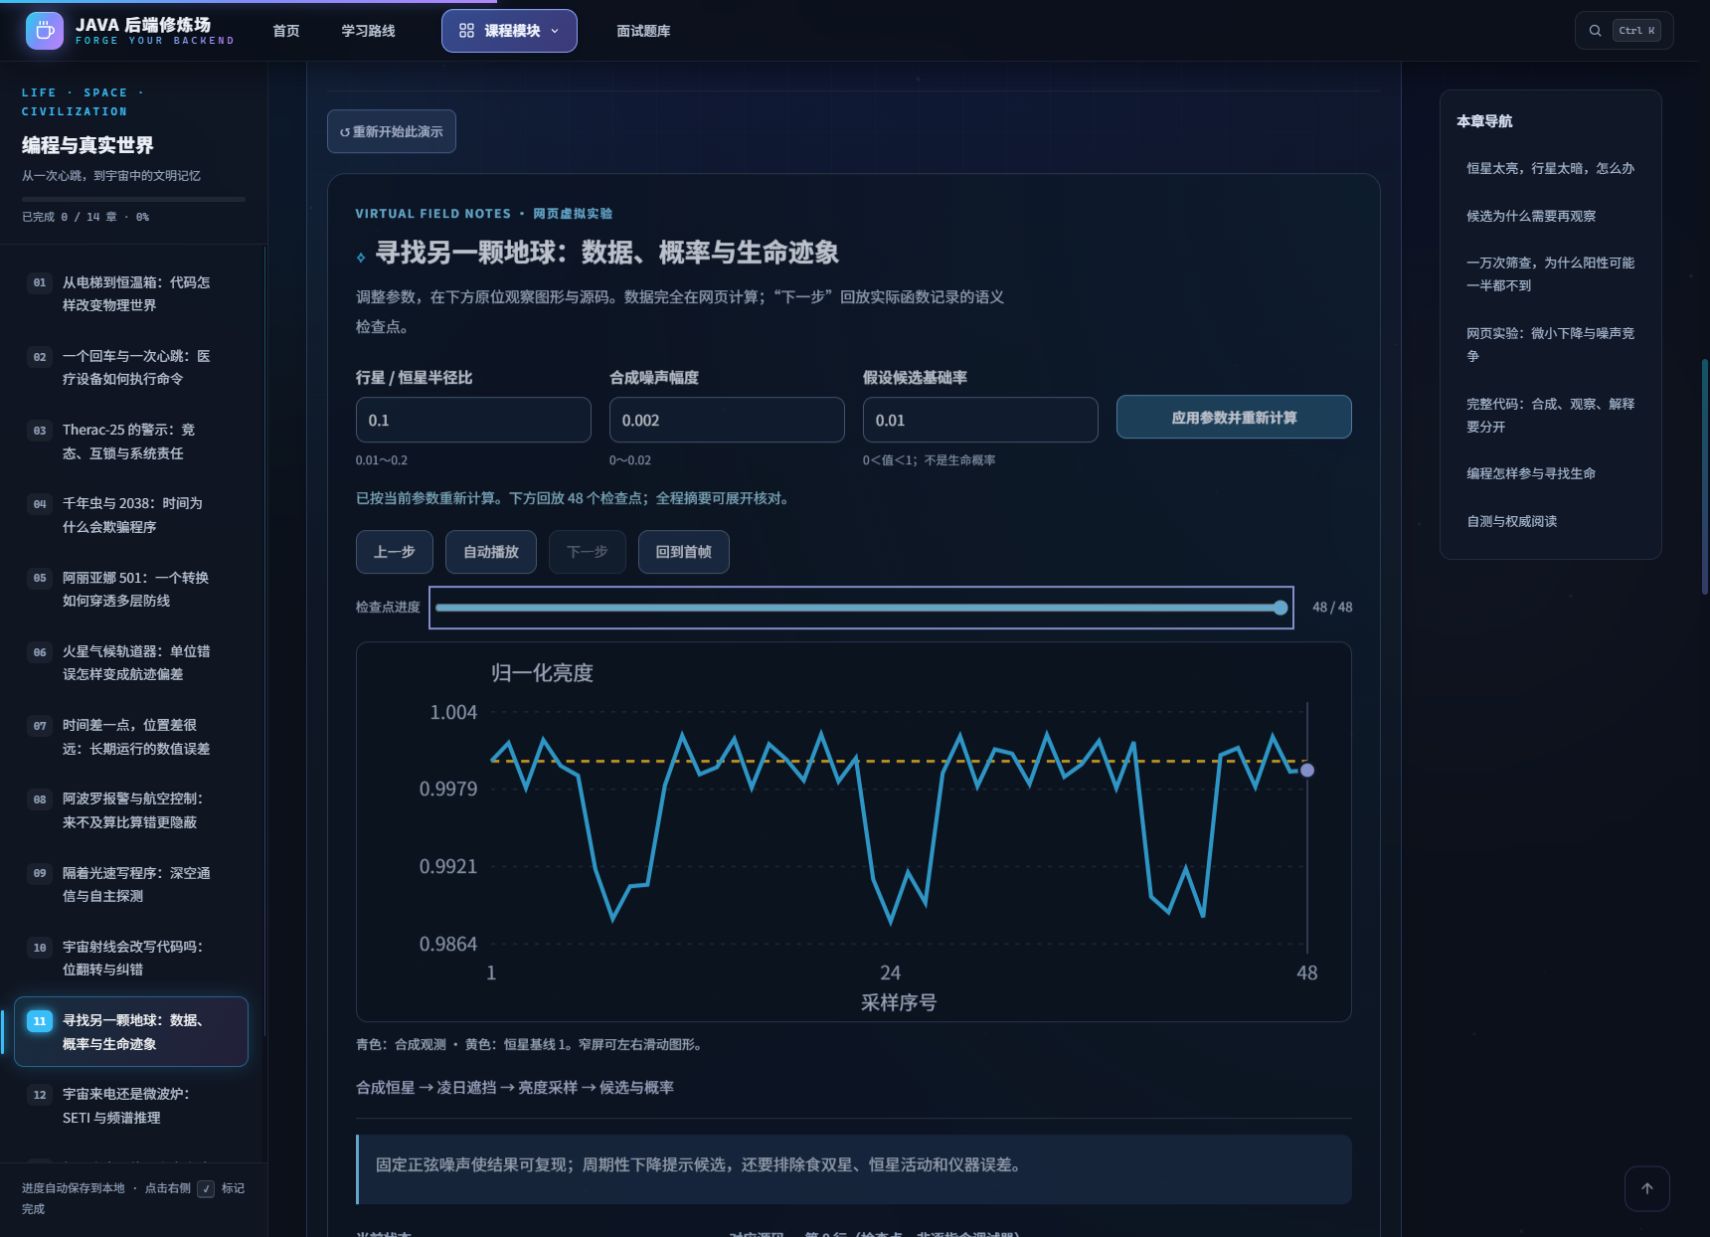 JAVA 后端修炼场
FORGE YOUR BACKEND
首页
学习路线
课程模块
面试题库
Ctrl K
LIFE · SPACE ·
CIVILIZATION
编程与真实世界
从一次心跳，到宇宙中的文明记忆
已完成 0 / 14 章 · 0%
01 从电梯到恒温箱：代码怎
样改变物理世界
02 一个回车与一次心跳：医
疗设备如何执行命令
03 Therac-25 的警示：竞
态、互锁与系统责任
04 千年虫与 2038：时间为
什么会欺骗程序
05 阿丽亚娜 501：一个转换
如何穿透多层防线
06 火星气候轨道器：单位错
误怎样变成航迹偏差
07 时间差一点，位置差很
远：长期运行的数值误差
08 阿波罗报警与航空控制：
来不及算比算错更隐蔽
09 隔着光速写程序：深空通
信与自主探测
10 宇宙射线会改写代码吗：
位翻转与纠错
11 寻找另一颗地球：数据、
概率与生命迹象
12 宇宙来电还是微波炉：
SETI 与频谱推理
进度自动保存到本地 · 点击右侧 ✓ 标记
完成
↺ 重新开始此演示
VIRTUAL FIELD NOTES · 网页虚拟实验
寻找另一颗地球：数据、概率与生命迹象
调整参数，在下方原位观察图形与源码。数据完全在网页计算；“下一步”回放实际函数记录的语义
检查点。
行星 / 恒星半径比
合成噪声幅度
假设候选基础率
0.1
0.002
0.01
应用参数并重新计算
0.01～0.2
0～0.02
0＜值＜1；不是生命概率
已按当前参数重新计算。下方回放 48 个检查点；全程摘要可展开核对。
上一步
自动播放
下一步
回到首帧
检查点进度
48 / 48
归一化亮度
1.004
0.9979
0.9921
0.9864
1
24
48
采样序号
青色：合成观测 · 黄色：恒星基线 1。窄屏可左右滑动图形。
合成恒星 → 凌日遮挡 → 亮度采样 → 候选与概率
固定正弦噪声使结果可复现；周期性下降提示候选，还要排除食双星、恒星活动和仪器误差。
本章导航
恒星太亮，行星太暗，怎么办
候选为什么需要再观察
一万次筛查，为什么阳性可能
一半都不到
网页实验：微小下降与噪声竞
争
完整代码：合成、观察、解释
要分开
编程怎样参与寻找生命
自测与权威阅读